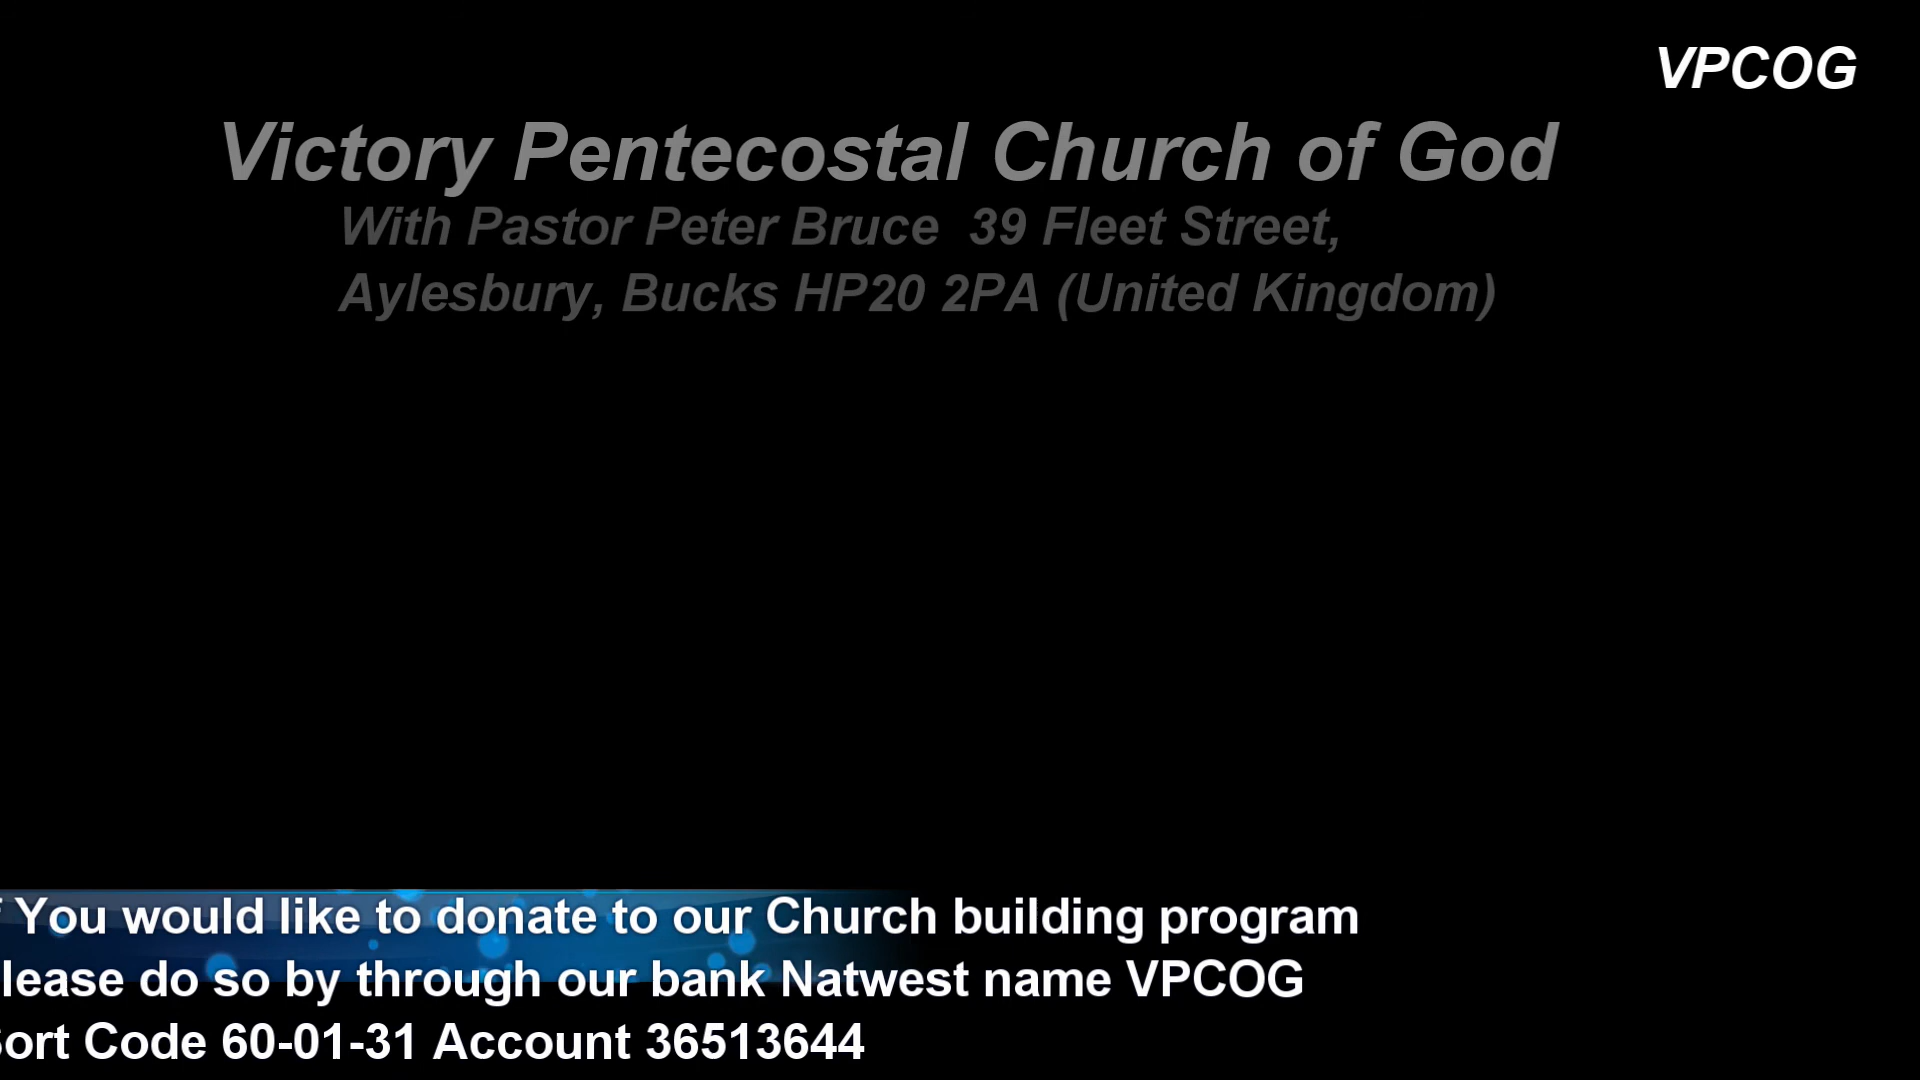 VPCOG
Victory Pentecostal Church of God
With Pastor Peter Bruce  39 Fleet Street,
Aylesbury, Bucks HP20 2PA (United Kingdom)
f You would like to donate to our Church building program
lease do so by through our bank Natwest name VPCOG
Sort Code 60-01-31 Account 36513644